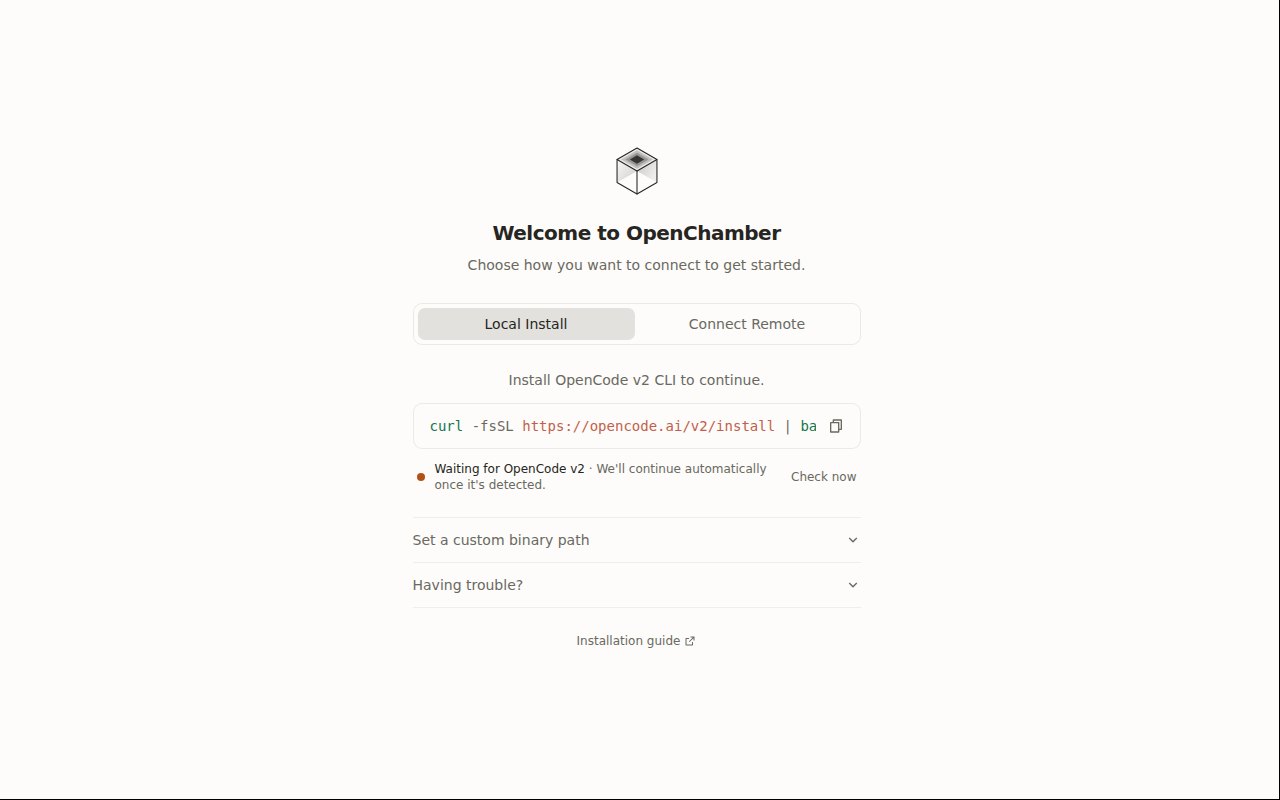 Welcome to OpenChamber
Choose how you want to connect to get started.
Local Install
Connect Remote
Install OpenCode v2 CLI to continue.
curl -fsSL https://opencode.ai/v2/install | ba
Waiting for OpenCode v2 · We'll continue automatically
once it's detected.
Check now
Set a custom binary path
Having trouble?
Installation guide